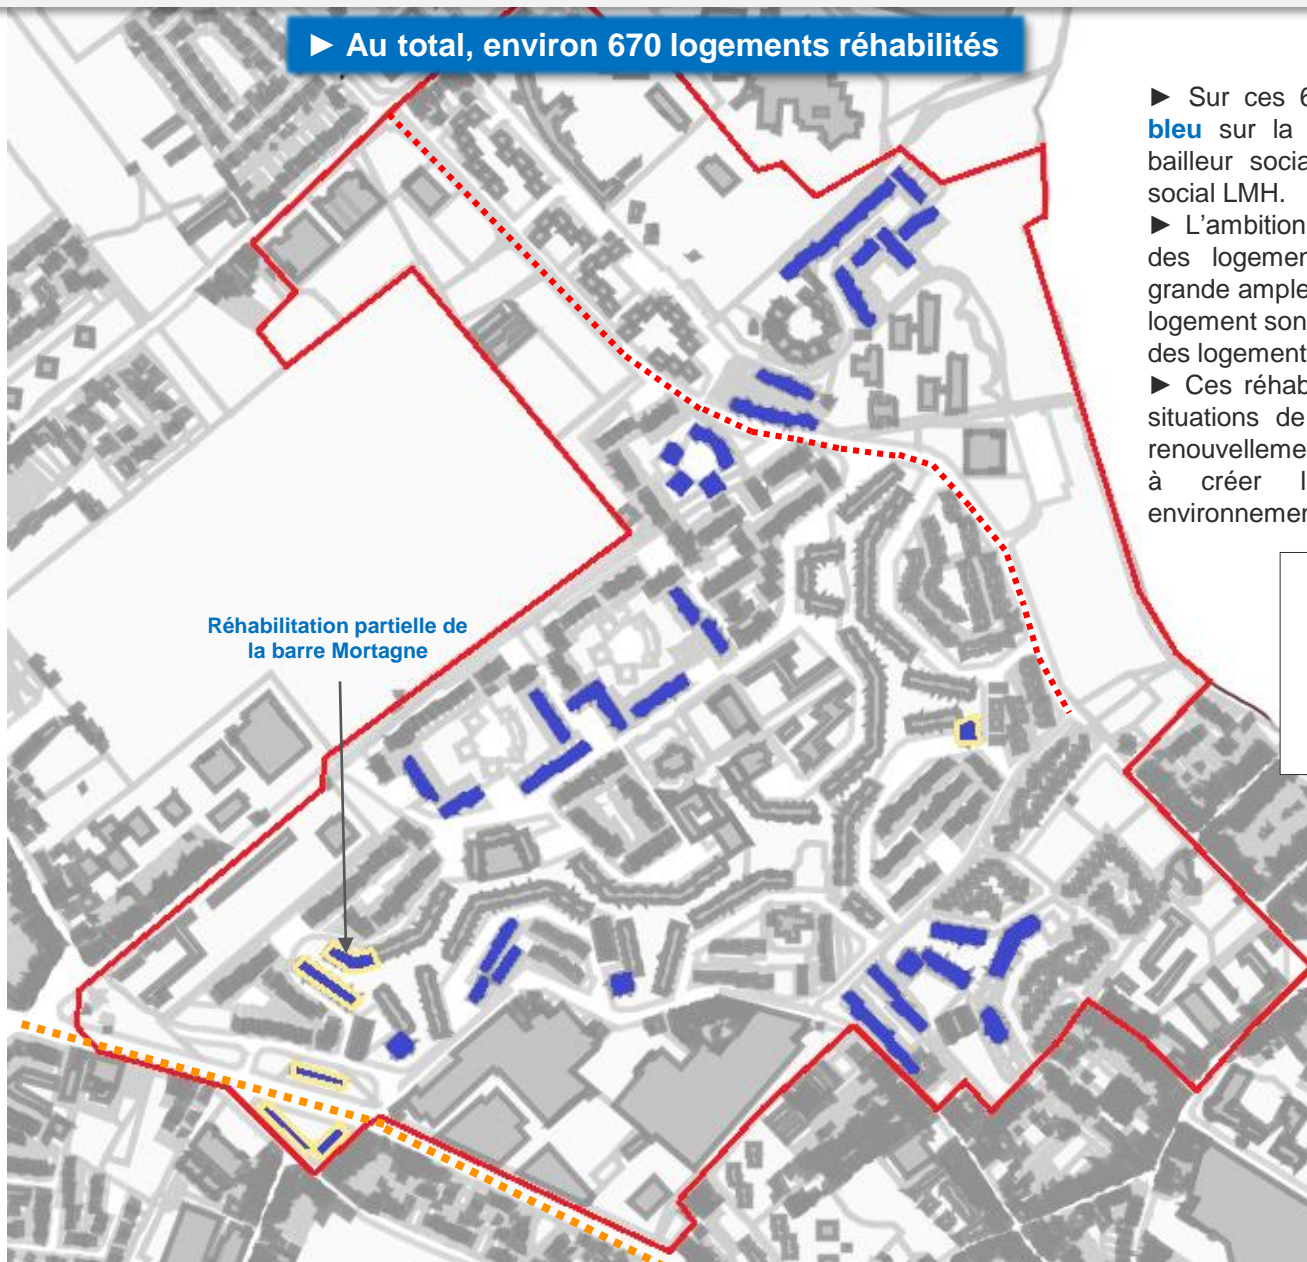 ► Au total, environ 670 logements réhabilités
► Sur ces 6
bleu sur la
bailleur socia
social LMH.
► L'ambition
des logemen
grande ample
logement son
des logement
► Ces réhab
situations de
renouvelleme
à créer l
environnemen
Réhabilitation partielle de
la barre Mortagne